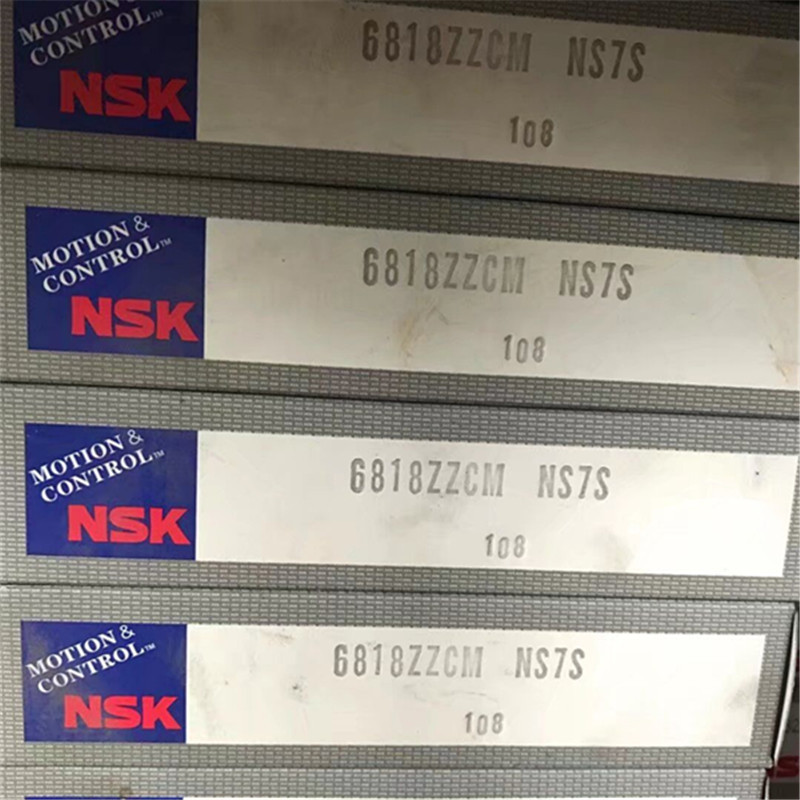 MOTION &
CONTROL™
NSK
6818ZZCM NS7S
108
MOTION &
CONTROL™
NSK
6818ZZCM NS7S
108
MOTION &
CONTROL™
NSK
6818ZZCM NS7S
108
MOTION &
CONTROL™
NSK
6818ZZCM NS7S
108